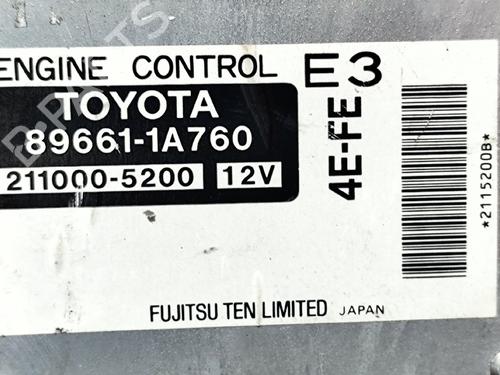 ENGINE CONTROL E3
TOYOTA
89661-1A760
211000-5200 12V
4E-FE
*2115200B*
FUJITSU TEN LIMITED JAPAN